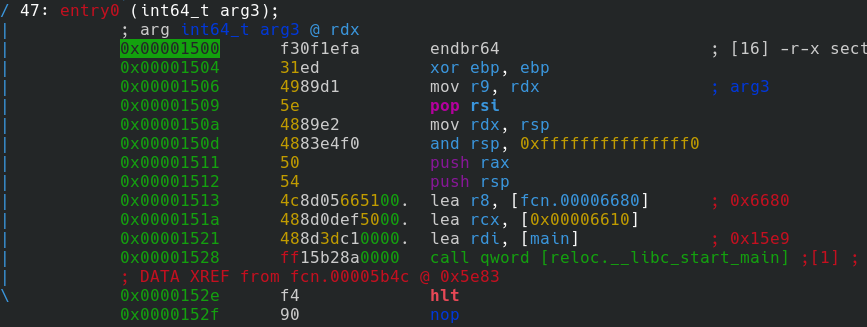 / 47: entry0 (int64_t arg3);
|           ; arg int64_t arg3 @ rdx
|           0x00001500      f30f1efa       endbr64                     ; [16] -r-x sect
|           0x00001504      31ed           xor ebp, ebp
|           0x00001506      4989d1         mov r9, rdx                 ; arg3
|           0x00001509      5e             pop rsi
|           0x0000150a      4889e2         mov rdx, rsp
|           0x0000150d      4883e4f0       and rsp, 0xfffffffffffffff0
|           0x00001511      50             push rax
|           0x00001512      54             push rsp
|           0x00001513      4c8d05665100.  lea r8, [fcn.00006680]      ; 0x6680
|           0x0000151a      488d0def5000.  lea rcx, [0x00006610]
|           0x00001521      488d3dc10000.  lea rdi, [main]             ; 0x15e9
|           0x00001528      ff15b28a0000   call qword [reloc.__libc_start_main] ;[1] ;
|           ; DATA XREF from fcn.00005b4c @ 0x5e83
\           0x0000152e      f4             hlt
            0x0000152f      90             nop